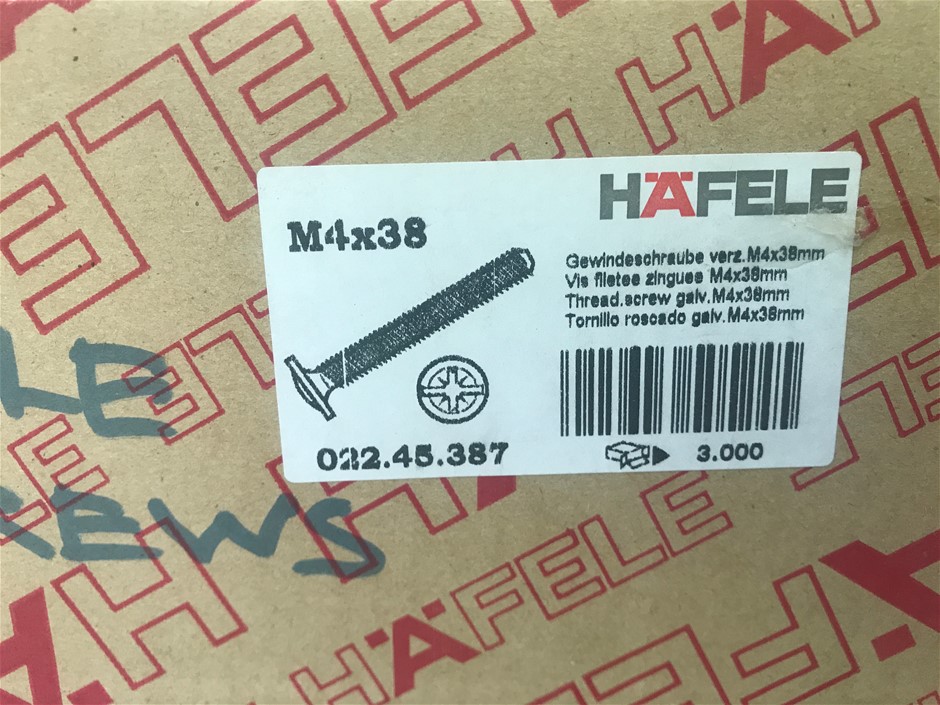 HÄFELE
M4x38
Gewindeschraube verz.M4x38mm
Vis filetee zinguee M4x38mm
Thread.screw galv.M4x38mm
Tornillo roscado galv.M4x38mm
022.45.387
3.000
HÄFELE